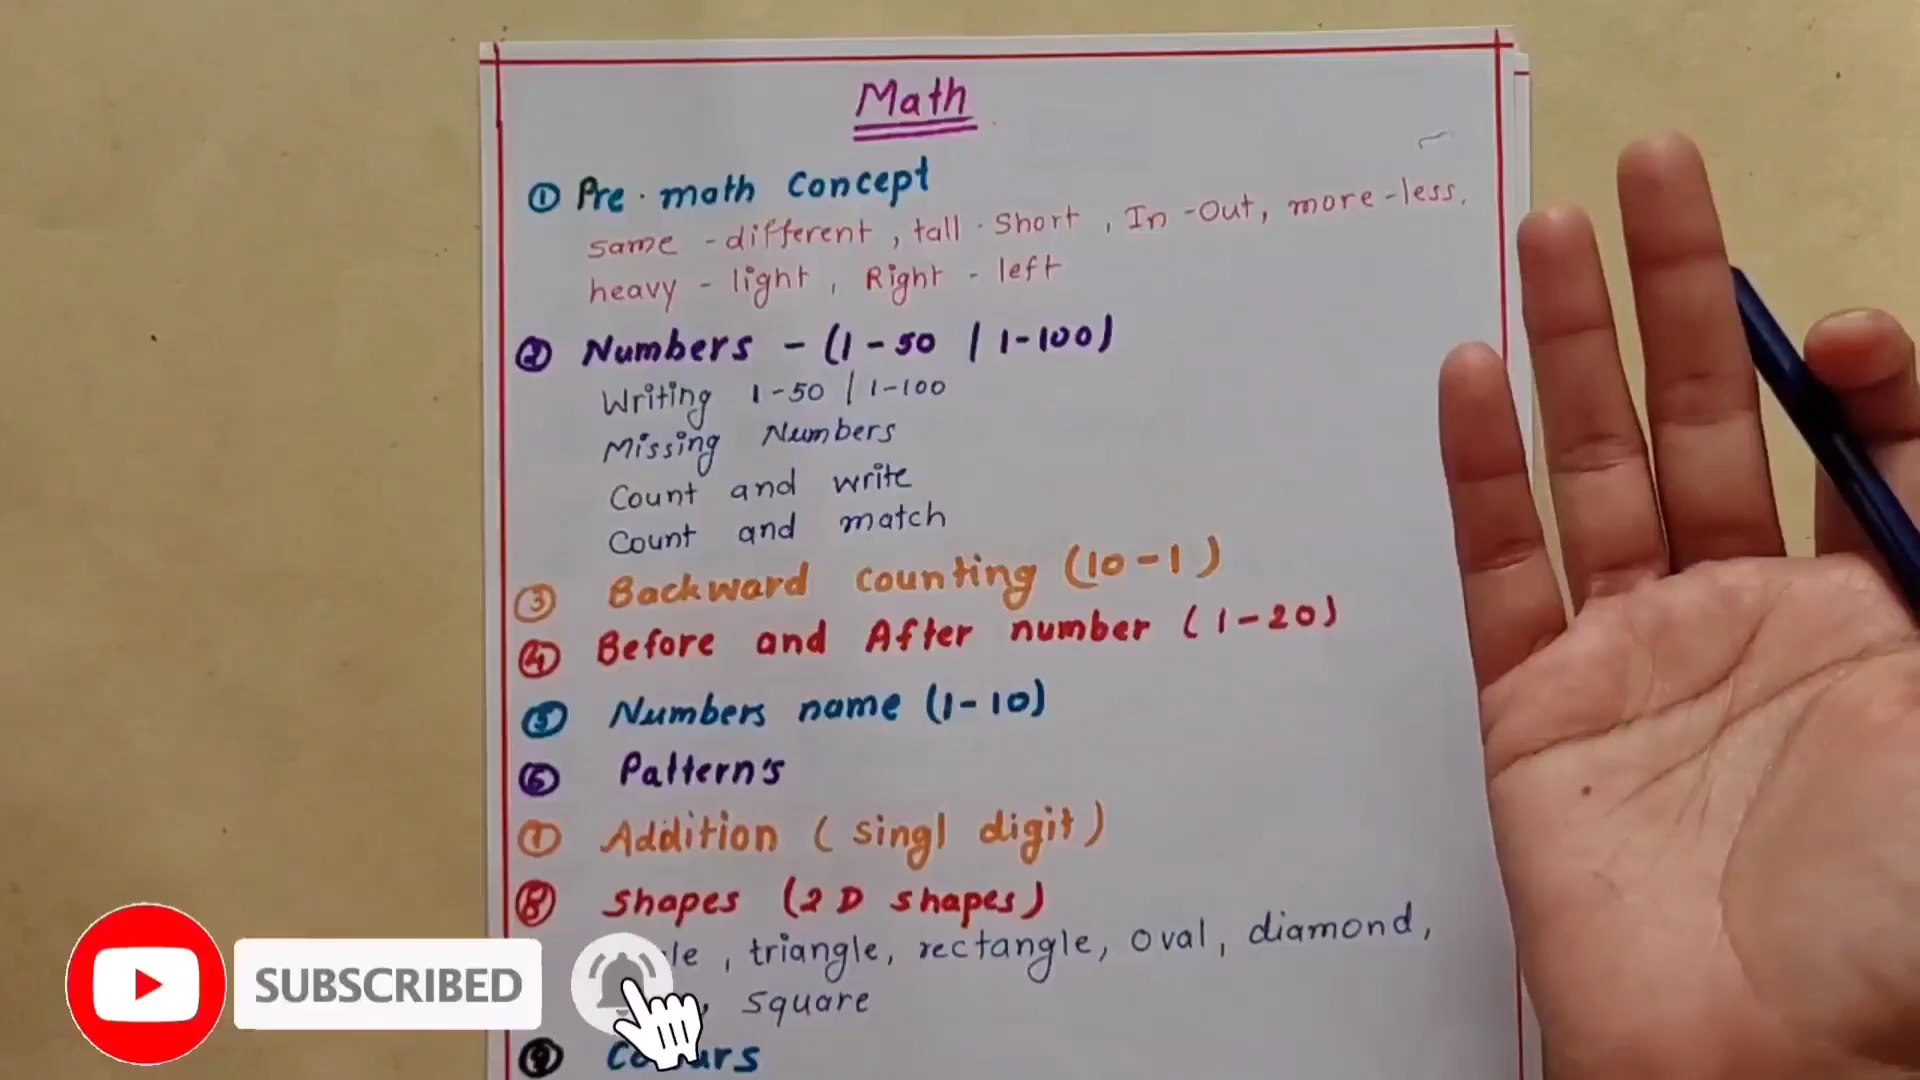 Math
① Pre-math concept
same - different, tall - Short, In - Out, more - less,
heavy - light, Right - left
② Numbers - (1 - 50 / 1 - 100)
Writing 1 - 50 / 1 - 100
Missing Numbers
Count and write
Count and match
③ Backward counting (10 - 1)
④ Before and After number (1 - 20)
⑤ Numbers name (1 - 10)
⑥ Pattern's
⑦ Addition (singl digit)
⑧ Shapes (2D shapes)
triangle, rectangle, oval, diamond,
square
⑨
SUBSCRIBED